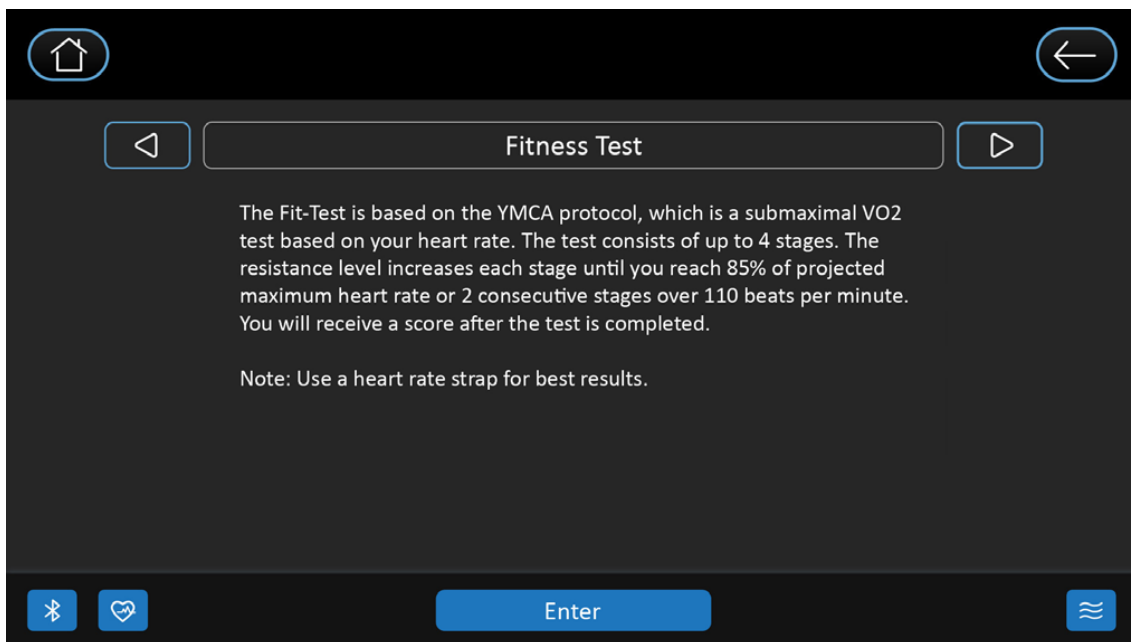 Fitness Test
The Fit-Test is based on the YMCA protocol, which is a submaximal VO2
test based on your heart rate. The test consists of up to 4 stages. The
resistance level increases each stage until you reach 85% of projected
maximum heart rate or 2 consecutive stages over 110 beats per minute.
You will receive a score after the test is completed.
Note: Use a heart rate strap for best results.
Enter